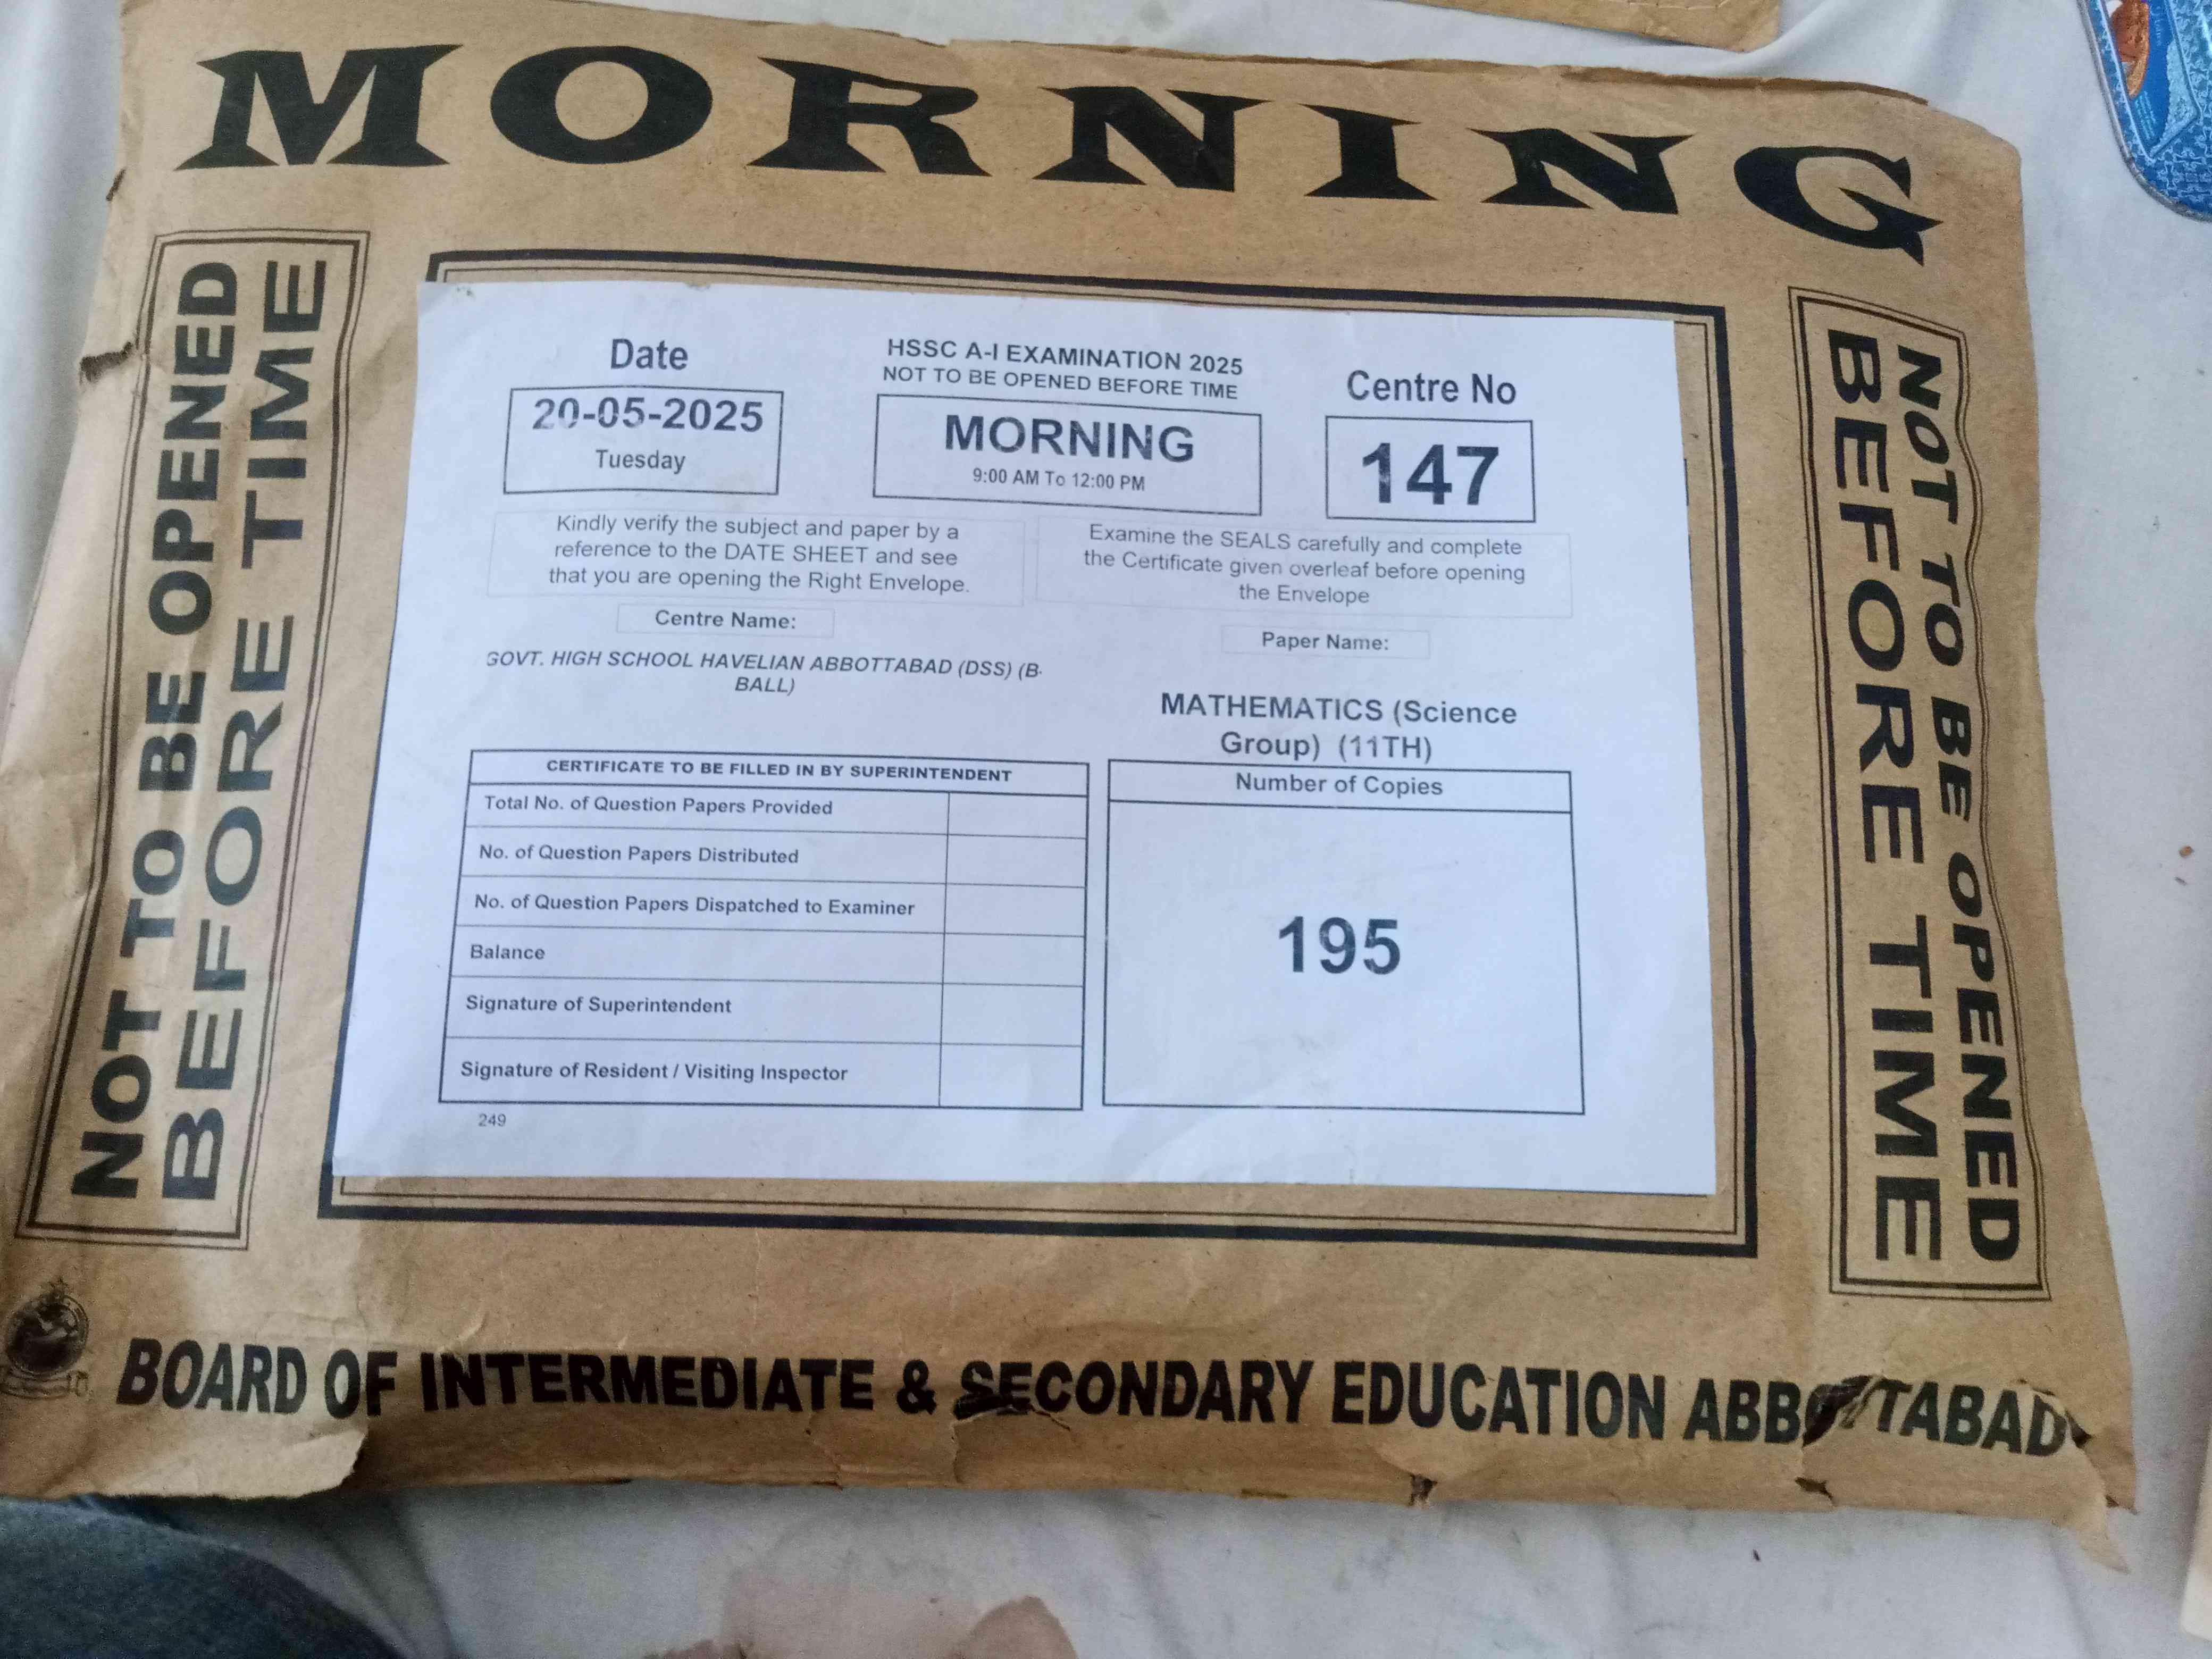 MORNING
NOT TO BE OPENED
BEFORE TIME
Date
20-05-2025
Tuesday
HSSC A-I EXAMINATION 2025
NOT TO BE OPENED BEFORE TIME
MORNING
9:00 AM To 12:00 PM
Centre No
147
Kindly verify the subject and paper by a
reference to the DATE SHEET and see
that you are opening the Right Envelope.
Examine the SEALS carefully and complete
the Certificate given overleaf before opening
the Envelope
Centre Name:
GOVT. HIGH SCHOOL HAVELIAN ABBOTTABAD (DSS) (B-
BALL)
Paper Name:
MATHEMATICS (Science
Group) (11TH)
CERTIFICATE TO BE FILLED IN BY SUPERINTENDENT
Total No. of Question Papers Provided
No. of Question Papers Distributed
No. of Question Papers Dispatched to Examiner
Balance
Signature of Superintendent
Signature of Resident / Visiting Inspector
Number of Copies
195
249
NOT TO BE OPENED
BEFORE TIME
BOARD OF INTERMEDIATE & SECONDARY EDUCATION ABBOTTABAD